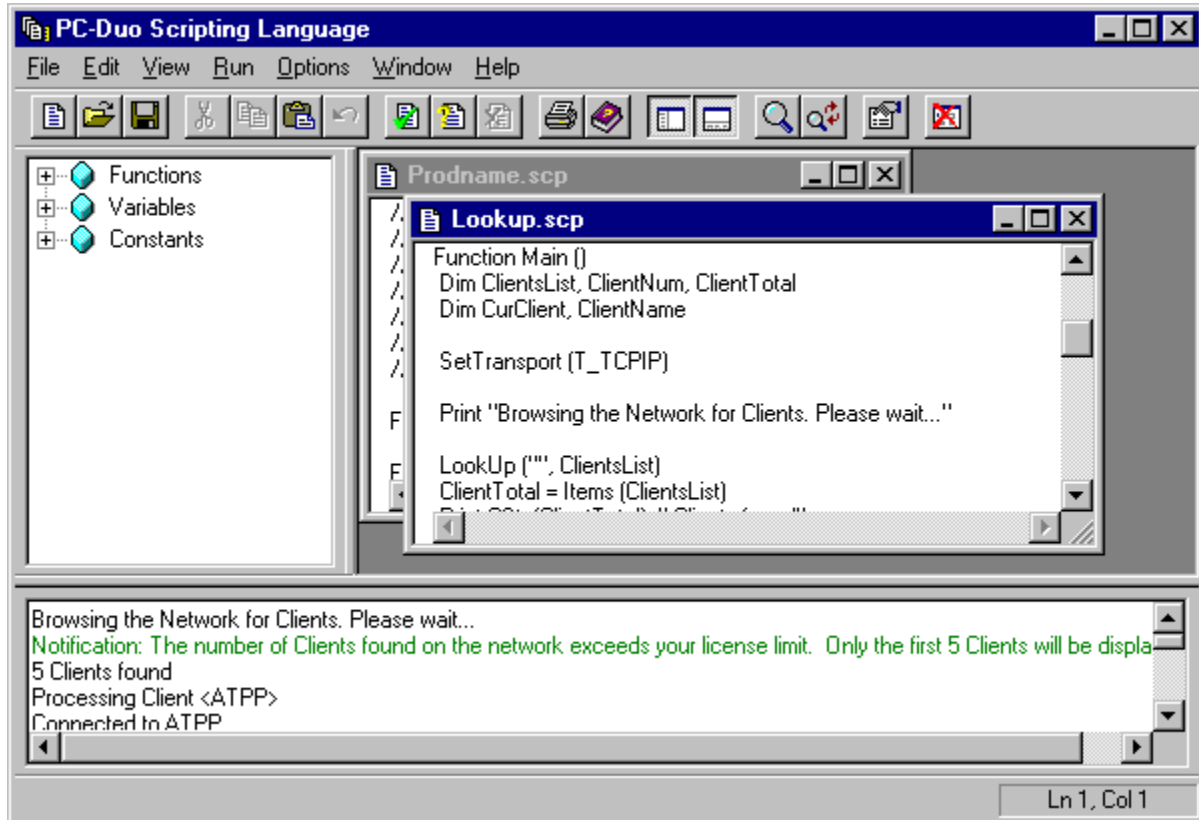 PC-Duo Scripting Language
File Edit View Run Options Window Help
Functions
Variables
Constants
Prodname.scp
Lookup.scp
Function Main ()
Dim ClientsList, ClientNum, ClientTotal
Dim CurClient, ClientName
SetTransport (T_TCPIP)
Print "Browsing the Network for Clients. Please wait..."
LookUp ("", ClientsList)
ClientTotal = Items (ClientsList)
Browsing the Network for Clients. Please wait...
Notification: The number of Clients found on the network exceeds your license limit. Only the first 5 Clients will be displa
5 Clients found
Processing Client <ATPP>
Connected to ATPP
Ln 1, Col 1